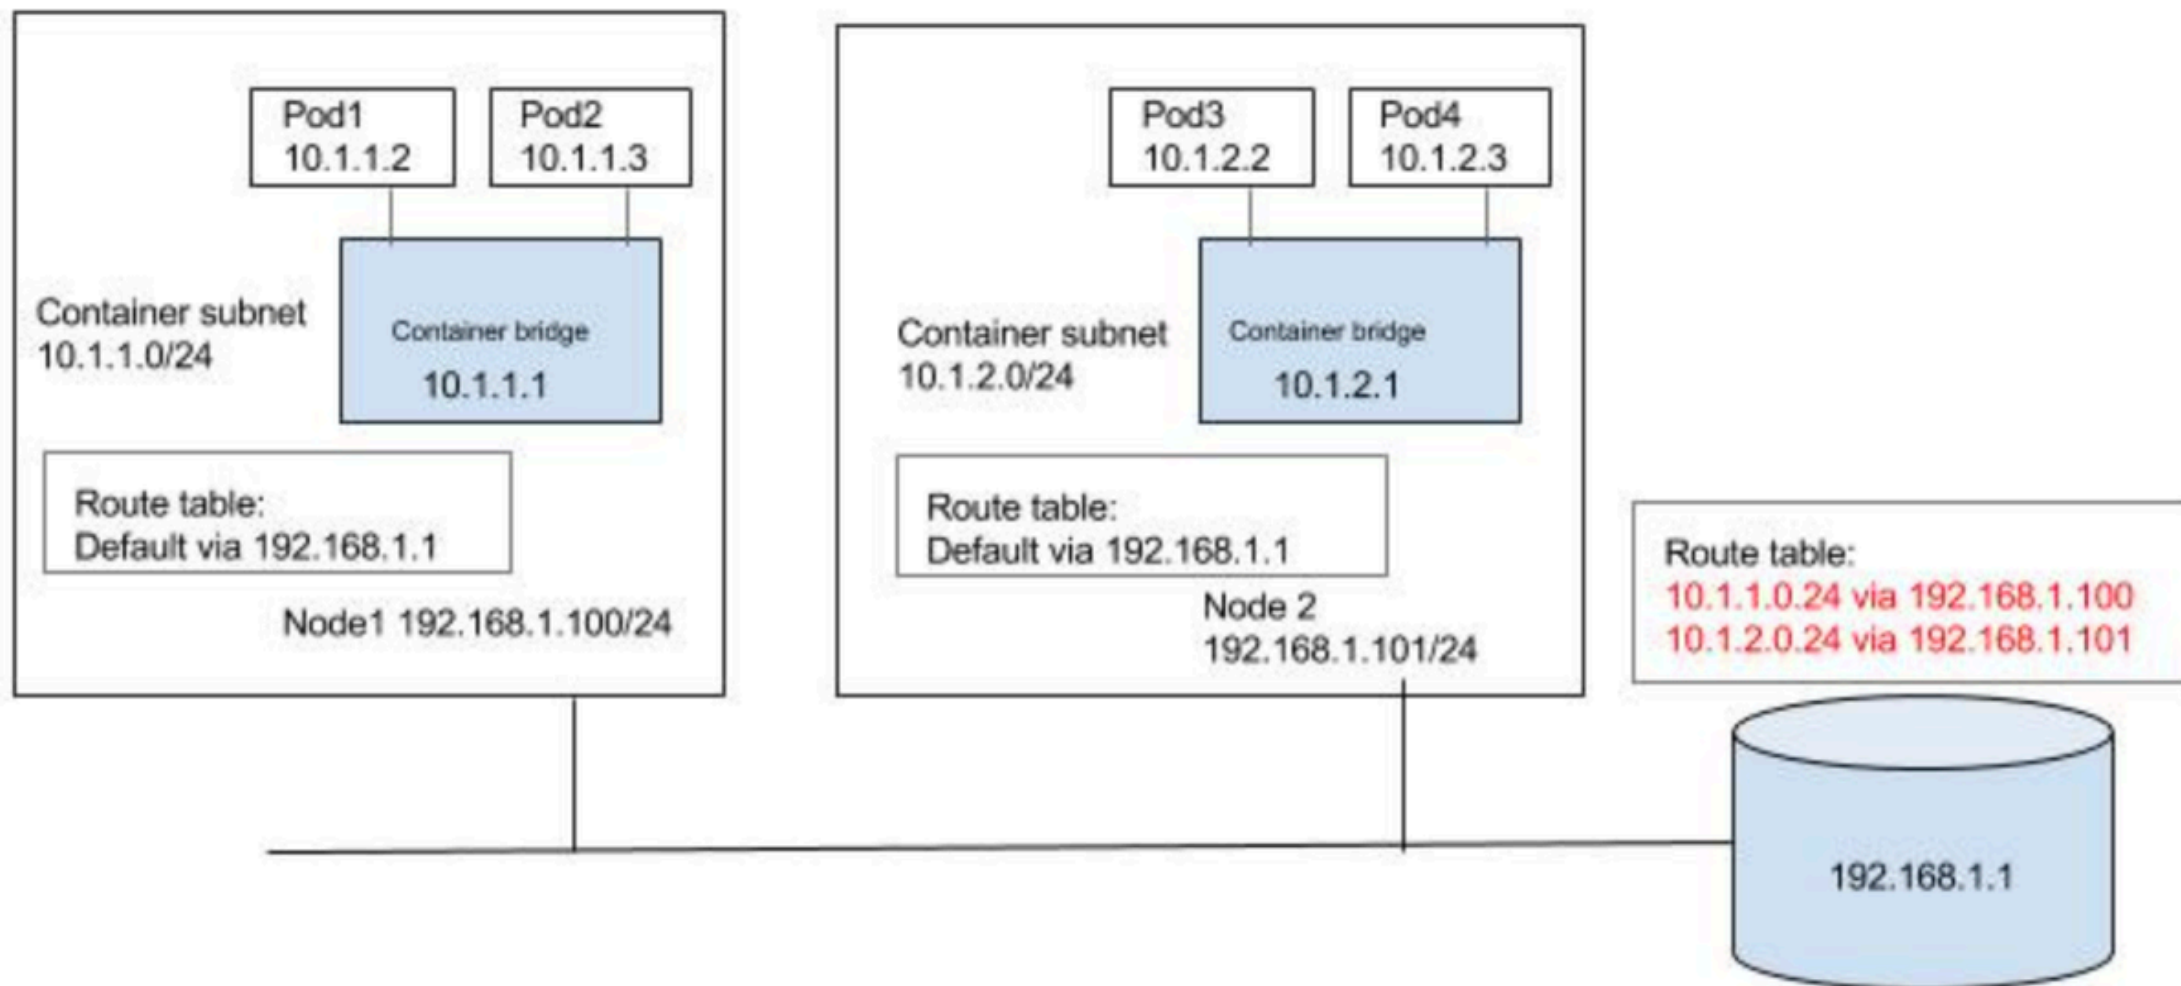 Pod1
10.1.1.2
Pod2
10.1.1.3
Container subnet
10.1.1.0/24
Container bridge
10.1.1.1
Route table:
Default via 192.168.1.1
Node1 192.168.1.100/24
Pod3
10.1.2.2
Pod4
10.1.2.3
Container subnet
10.1.2.0/24
Container bridge
10.1.2.1
Route table:
Default via 192.168.1.1
Node 2
192.168.1.101/24
Route table:
10.1.1.0.24 via 192.168.1.100
10.1.2.0.24 via 192.168.1.101
192.168.1.1